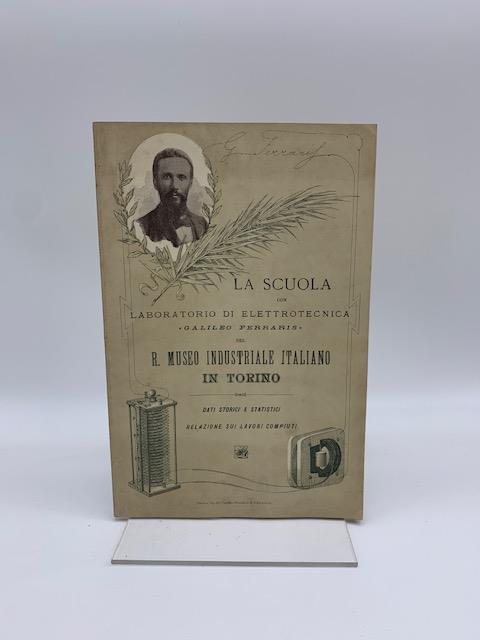 G. Ferraris
LA SCUOLA
CON
LABORATORIO DI ELETTROTECNICA
«GALILEO FERRARIS»
DEL
R. MUSEO INDUSTRIALE ITALIANO
IN TORINO
DATI STORICI E STATISTICI
RELAZIONE SUI LAVORI COMPIUTI